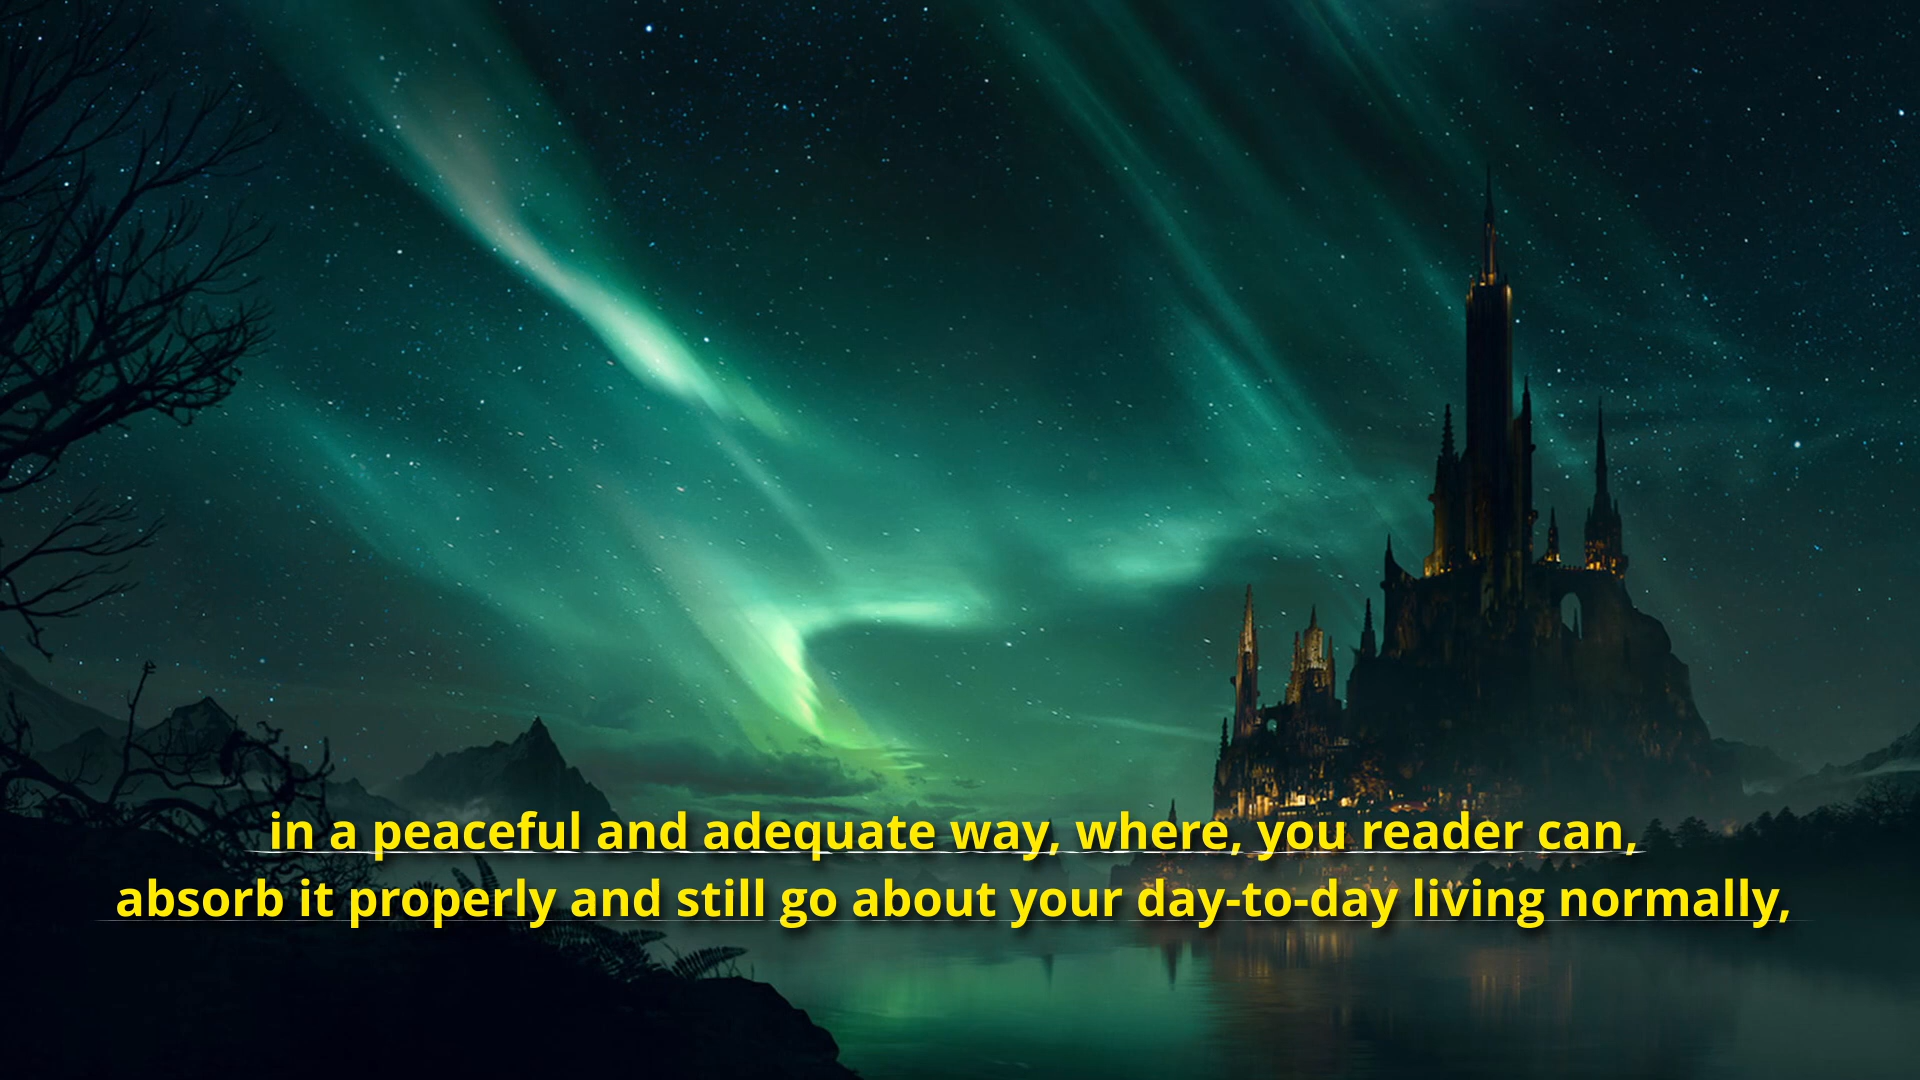 in a peaceful and adequate way, where, you reader can,
absorb it properly and still go about your day-to-day living normally,